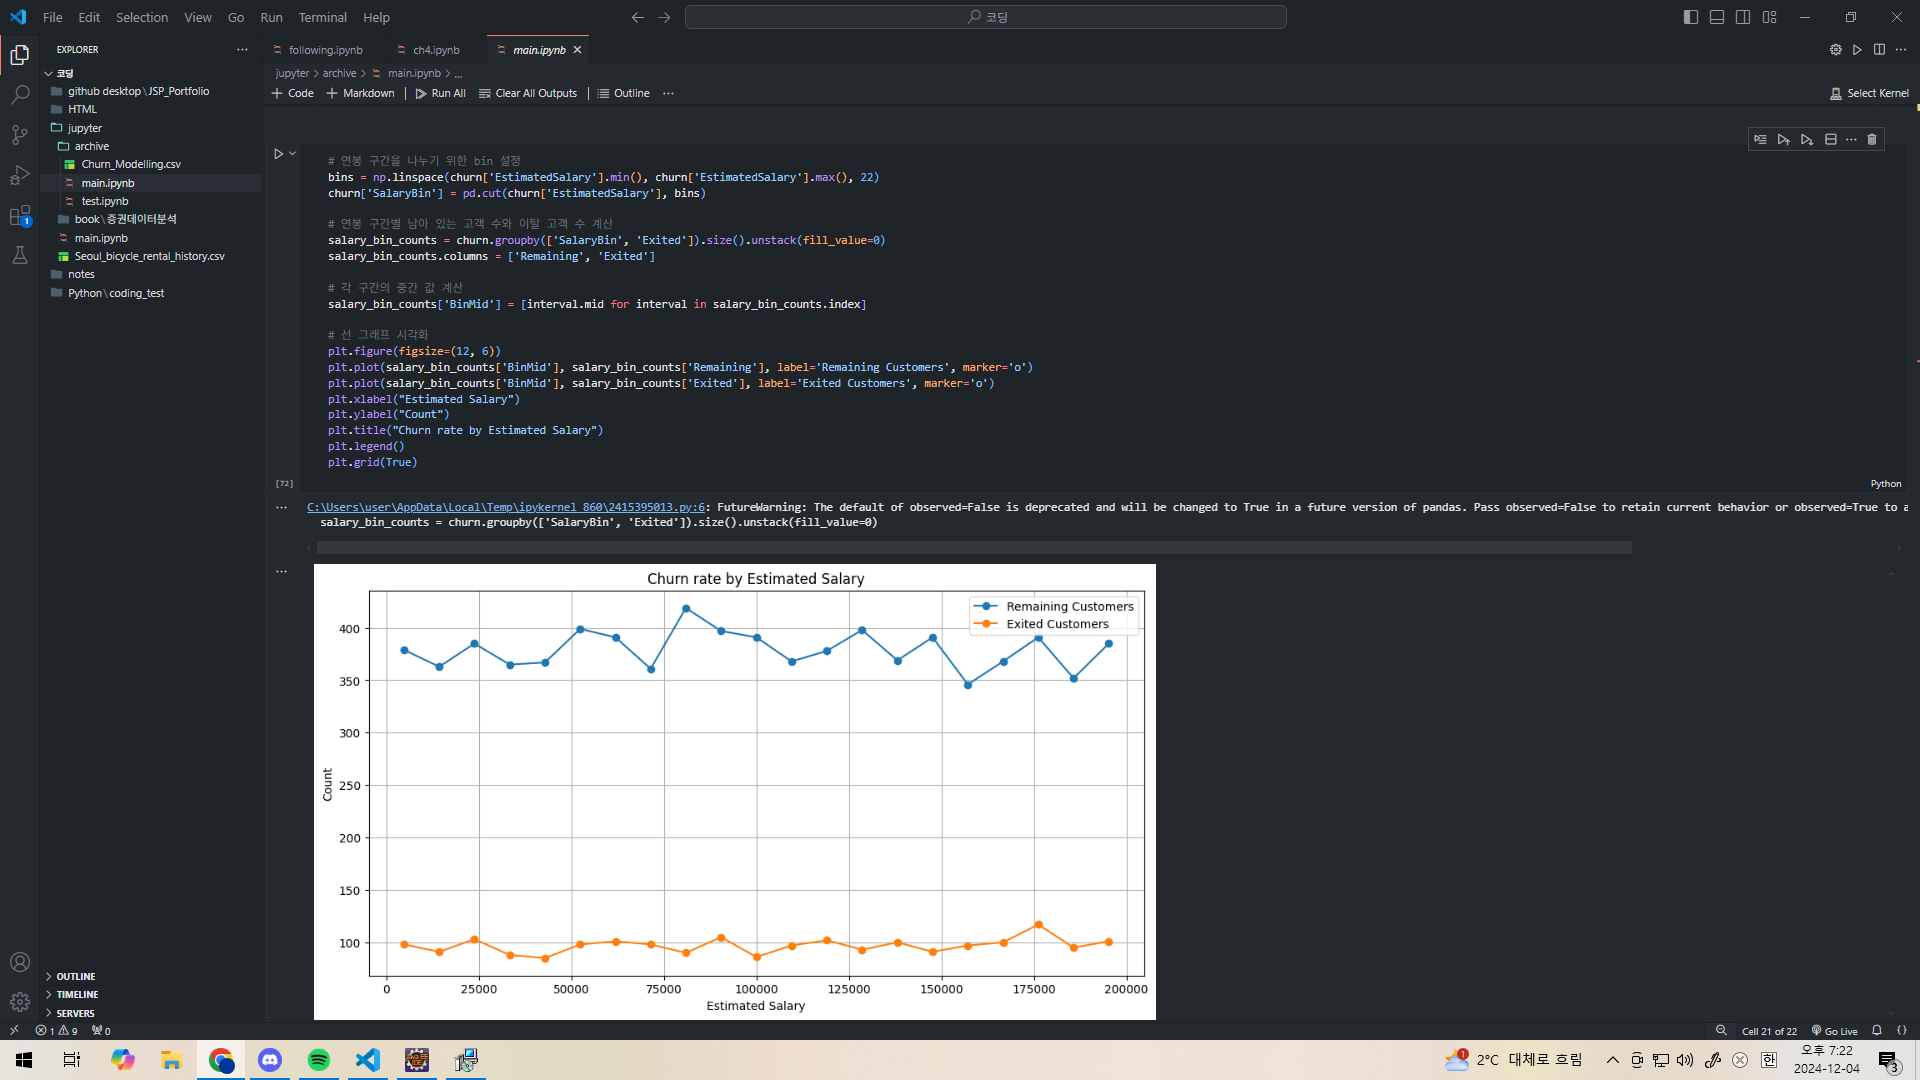 File Edit Selection View Go Run Terminal Help
코딩
EXPLORER
following.ipynb
ch4.ipynb
main.ipynb
코딩
github desktop\JSP_Portfolio
HTML
jupyter
archive
Churn_Modelling.csv
main.ipynb
test.ipynb
book\증권데이터분석
main.ipynb
Seoul_bicycle_rental_history.csv
notes
Python\coding_test
OUTLINE
TIMELINE
SERVERS
jupyter > archive > main.ipynb > ...
+ Code + Markdown | Run All Clear All Outputs | Outline ...
Select Kernel
# 연봉 구간을 나누기 위한 bin 설정
bins = np.linspace(churn['EstimatedSalary'].min(), churn['EstimatedSalary'].max(), 22)
churn['SalaryBin'] = pd.cut(churn['EstimatedSalary'], bins)
# 연봉 구간별 남아 있는 고객 수와 이탈 고객 수 계산
salary_bin_counts = churn.groupby(['SalaryBin', 'Exited']).size().unstack(fill_value=0)
salary_bin_counts.columns = ['Remaining', 'Exited']
# 각 구간의 중간 값 계산
salary_bin_counts['BinMid'] = [interval.mid for interval in salary_bin_counts.index]
# 선 그래프 시각화
plt.figure(figsize=(12, 6))
plt.plot(salary_bin_counts['BinMid'], salary_bin_counts['Remaining'], label='Remaining Customers', marker='o')
plt.plot(salary_bin_counts['BinMid'], salary_bin_counts['Exited'], label='Exited Customers', marker='o')
plt.xlabel("Estimated Salary")
plt.ylabel("Count")
plt.title("Churn rate by Estimated Salary")
plt.legend()
plt.grid(True)
[72]
Python
C:\Users\user\AppData\Local\Temp\ipykernel_860\2415395013.py:6: FutureWarning: The default of observed=False is deprecated and will be changed to True in a future version of pandas. Pass observed=False to retain current behavior or observed=True to a
salary_bin_counts = churn.groupby(['SalaryBin', 'Exited']).size().unstack(fill_value=0)
Churn rate by Estimated Salary
Remaining Customers
Exited Customers
400
350
300
250
200
150
100
Count
0 25000 50000 75000 100000 125000 150000 175000 200000
Estimated Salary
1 9 0
Cell 21 of 22 Go Live
1
1 2°C 대체로 흐림
한
오후 7:22
2024-12-04
3